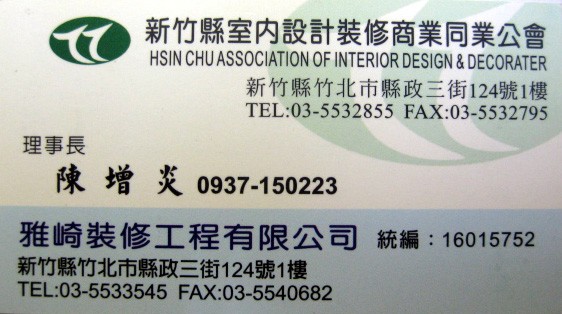 新竹縣室内設計裝修商業同業公會
HSIN CHU ASSOCIATION OF INTERIOR DESIGN & DECORATER
新竹縣竹北市縣政三街124號1樓
TEL:03-5532855 FAX:03-5532795
理事長
陳增炎 0937-150223
雅崎裝修工程有限公司 統編：16015752
新竹縣竹北市縣政三街124號1樓
TEL:03-5533545 FAX:03-5540682